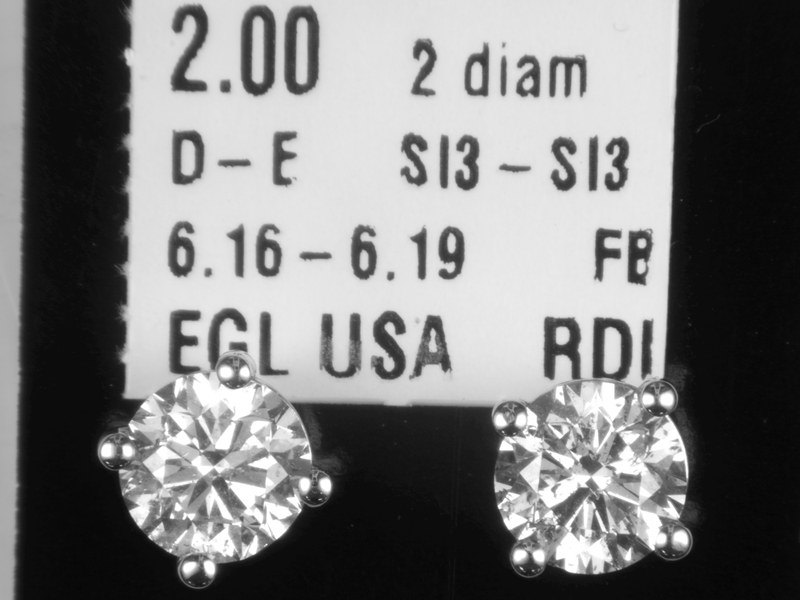 2.00 2 diam
D-E SI3-SI3
6.16-6.19 FB
EGL USA RDI